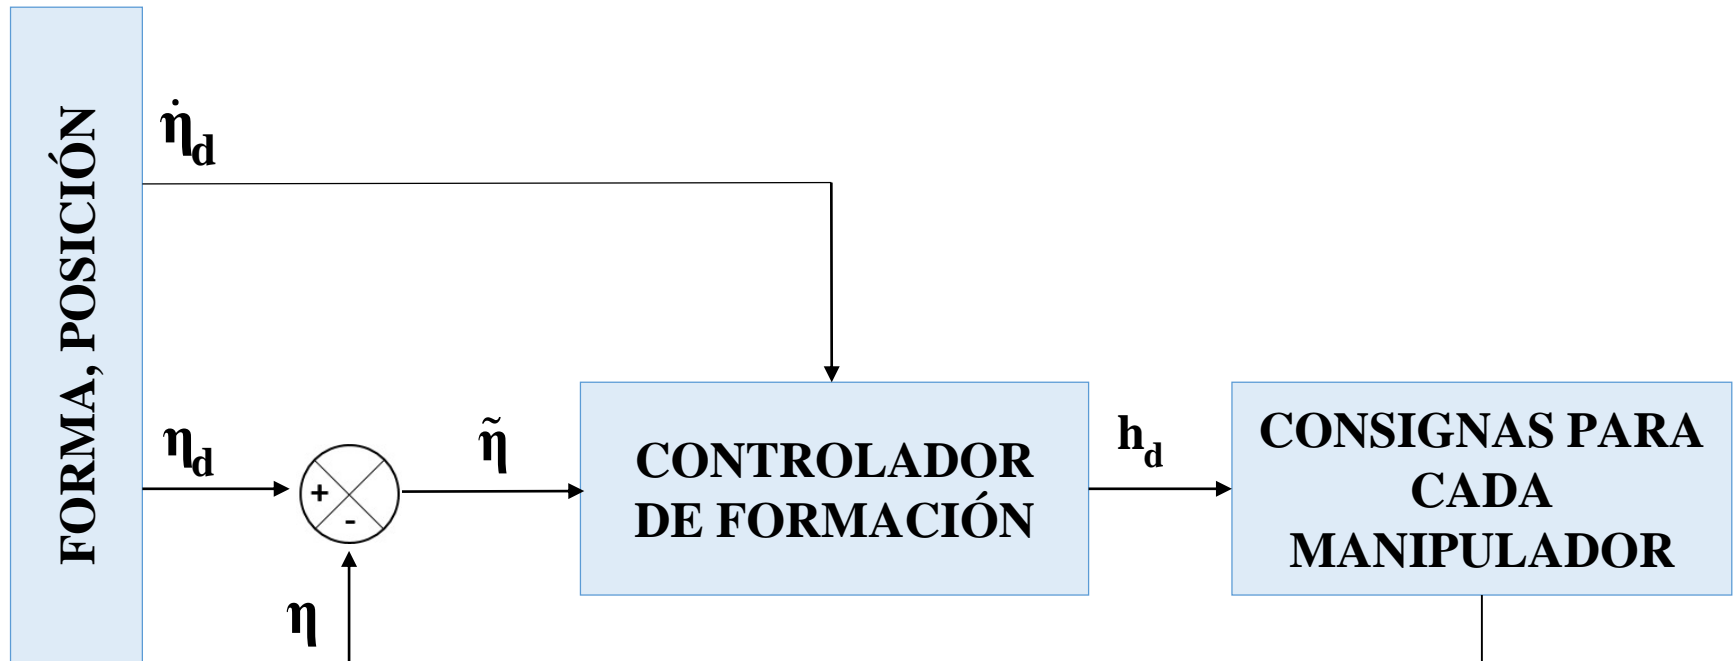 FORMA, POSICIÓN
η̇d
ηd
+
-
η̃
η
CONTROLADOR
DE FORMACIÓN
hd
CONSIGNAS PARA
CADA
MANIPULADOR